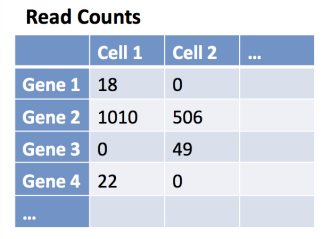 Read Counts
Cell 1 Cell 2 ...
Gene 1 18 0
Gene 2 1010 506
Gene 3 0 49
Gene 4 22 0
...